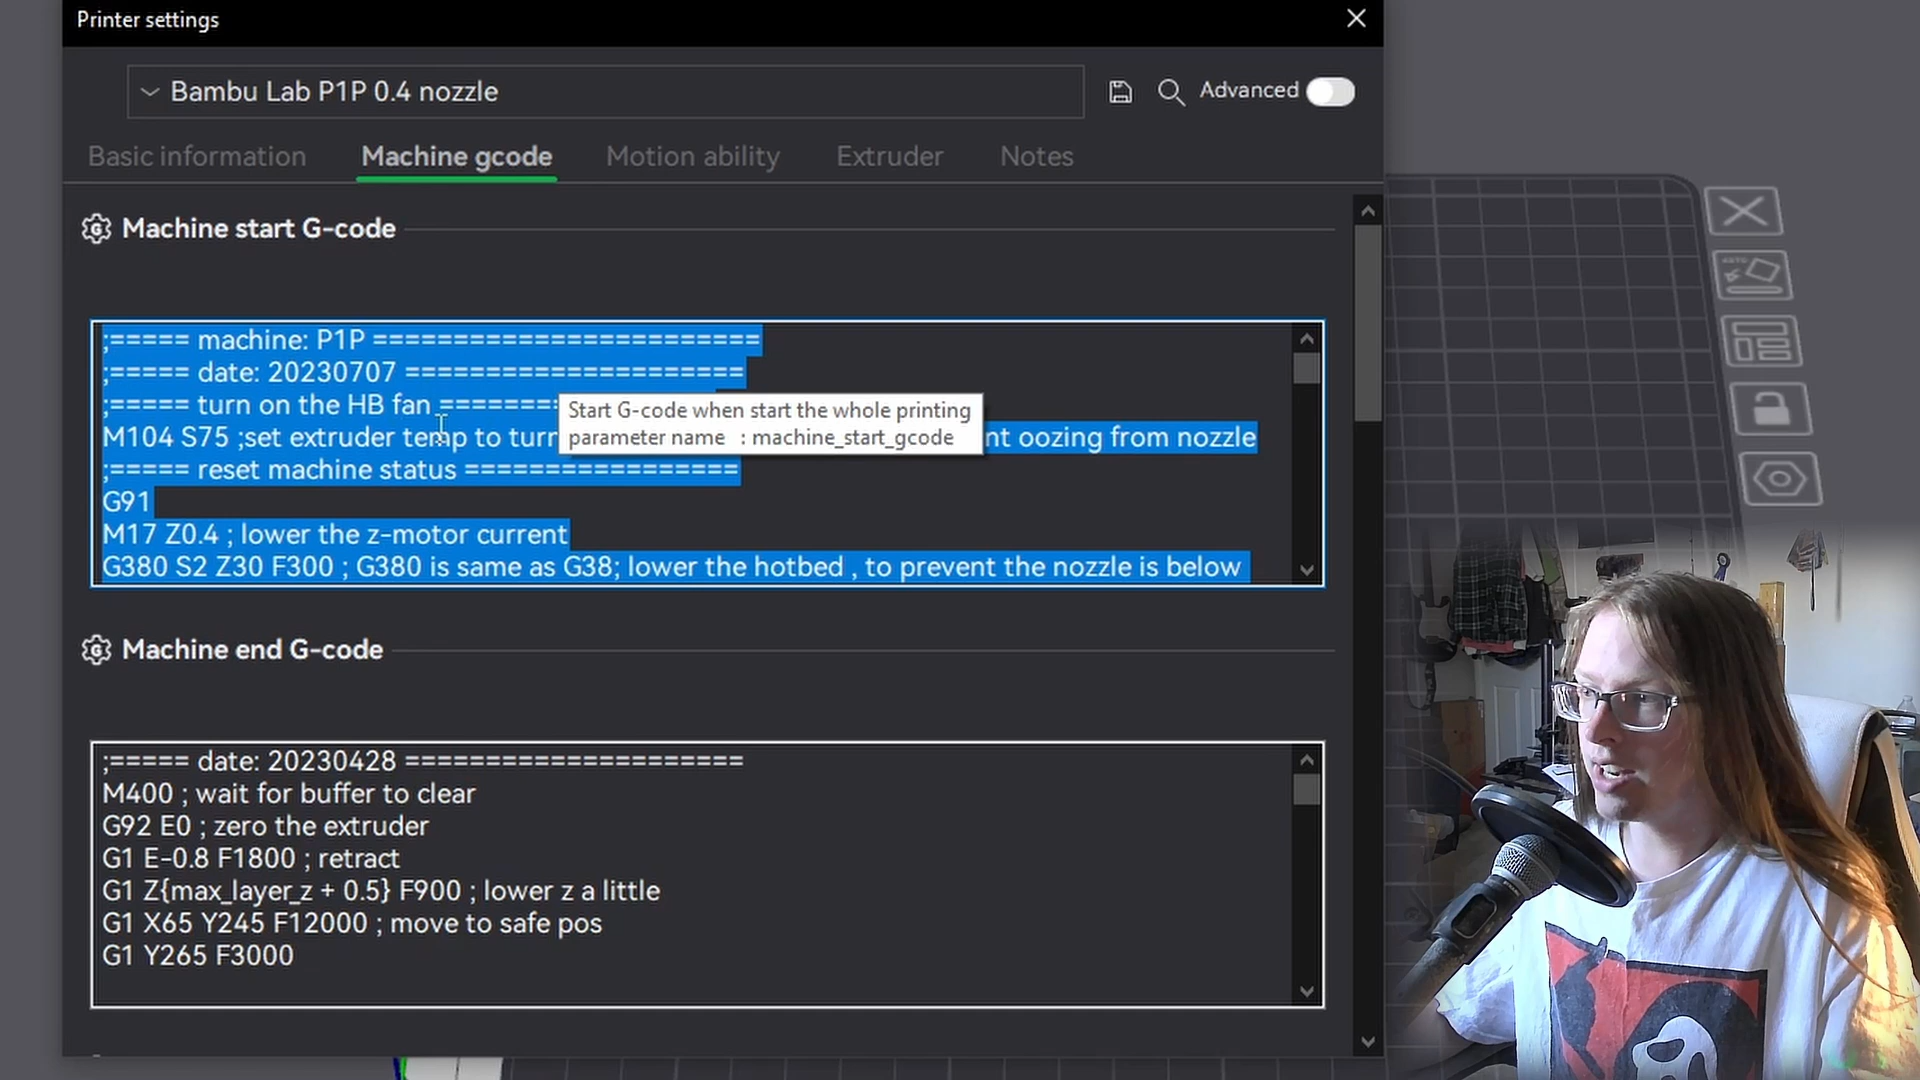 Printer settings
Bambu Lab P1P 0.4 nozzle
Advanced
Basic information
Machine gcode
Motion ability
Extruder
Notes
Machine start G-code
;===== machine: P1P ========================
;===== date: 20230707 =====================
;===== turn on the HB fan =======
M104 S75 ;set extruder temp to turn
nt oozing from nozzle
Start G-code when start the whole printing
parameter name : machine_start_gcode
;===== reset machine status =================
G91
M17 Z0.4 ; lower the z-motor current
G380 S2 Z30 F300 ; G380 is same as G38; lower the hotbed , to prevent the nozzle is below
Machine end G-code
;===== date: 20230428 =====================
M400 ; wait for buffer to clear
G92 E0 ; zero the extruder
G1 E-0.8 F1800 ; retract
G1 Z{max_layer_z + 0.5} F900 ; lower z a little
G1 X65 Y245 F12000 ; move to safe pos
G1 Y265 F3000